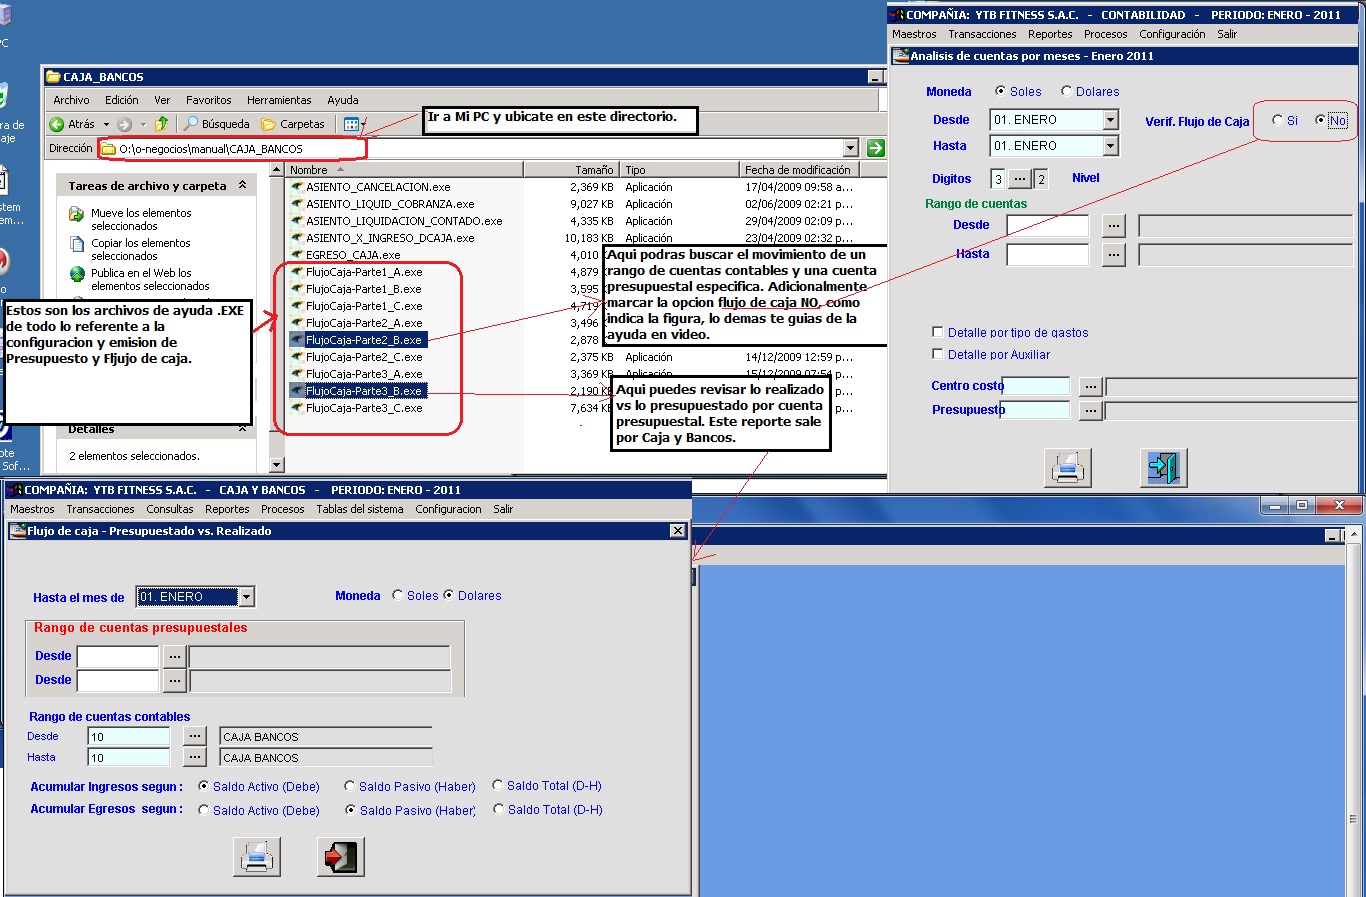 PC
ra de
aje
stem
em...
o
ote
Sof...
CAJA_BANCOS
Archivo Edición Ver Favoritos Herramientas Ayuda
Atrás Búsqueda Carpetas
Ir a Mi PC y ubicate en este directorio.
Dirección O:\o-negocios\manual\CAJA_BANCOS
Tareas de archivo y carpeta
Mueve los elementos
seleccionados
Copiar los elementos
seleccionados
Publica en el Web los
elementos seleccionados
Estos son los archivos de ayuda .EXE
de todo lo referente a la
configuracion y emision de
Presupuesto y Fljujo de caja.
Detalles
2 elementos seleccionados.
Nombre Tamaño Tipo Fecha de modificación
ASIENTO_CANCELACION.exe 2,369 KB Aplicación 17/04/2009 09:58 a...
ASIENTO_LIQUID_COBRANZA.exe 9,027 KB Aplicación 02/06/2009 02:21 p...
ASIENTO_LIQUIDACION_CONTADO.exe 4,335 KB Aplicación 29/04/2009 02:09 p...
ASIENTO_X_INGRESO_DCAJA.exe 10,183 KB Aplicación 23/04/2009 02:32 p...
EGRESO_CAJA.exe 4,010
FlujoCaja-Parte1_A.exe 4,879
FlujoCaja-Parte1_B.exe 3,595
FlujoCaja-Parte1_C.exe 4,719
FlujoCaja-Parte2_A.exe 3,496
FlujoCaja-Parte2_B.exe 2,878
FlujoCaja-Parte2_C.exe 2,375 KB Aplicación 14/12/2009 12:59 p...
FlujoCaja-Parte3_A.exe 3,369 KB Aplicación 15/12/2009 07:54 p...
FlujoCaja-Parte3_B.exe 2,190 KB p...
FlujoCaja-Parte3_C.exe 7,634 KB p...
Aqui podras buscar el movimiento de un
rango de cuentas contables y una cuenta
presupuestal especifica. Adicionalmente
marcar la opcion flujo de caja NO, como
indica la figura, lo demas te guias de la
ayuda en video.
Aqui puedes revisar lo realizado
vs lo presupuestado por cuenta
presupuestal. Este reporte sale
por Caja y Bancos.
COMPAÑIA: YTB FITNESS S.A.C. - CONTABILIDAD - PERIODO: ENERO - 2011
Maestros Transacciones Reportes Procesos Configuración Salir
Analisis de cuentas por meses - Enero 2011
Moneda Soles Dolares
Desde 01. ENERO Verif. Flujo de Caja Si No
Hasta 01. ENERO
Digitos 3 ... 2 Nivel
Rango de cuentas
Desde ...
Hasta ...
Detalle por tipo de gastos
Detalle por Auxiliar
Centro costo ...
Presupuesto ...
COMPAÑIA: YTB FITNESS S.A.C. - CAJA Y BANCOS - PERIODO: ENERO - 2011
Maestros Transacciones Consultas Reportes Procesos Tablas del sistema Configuracion Salir
Flujo de caja - Presupuestado vs. Realizado
Hasta el mes de 01. ENERO Moneda Soles Dolares
Rango de cuentas presupuestales
Desde ...
Desde ...
Rango de cuentas contables
Desde 10 ... CAJA BANCOS
Hasta 10 ... CAJA BANCOS
Acumular Ingresos segun : Saldo Activo (Debe) Saldo Pasivo (Haber) Saldo Total (D-H)
Acumular Egresos segun : Saldo Activo (Debe) Saldo Pasivo (Haber) Saldo Total (D-H)